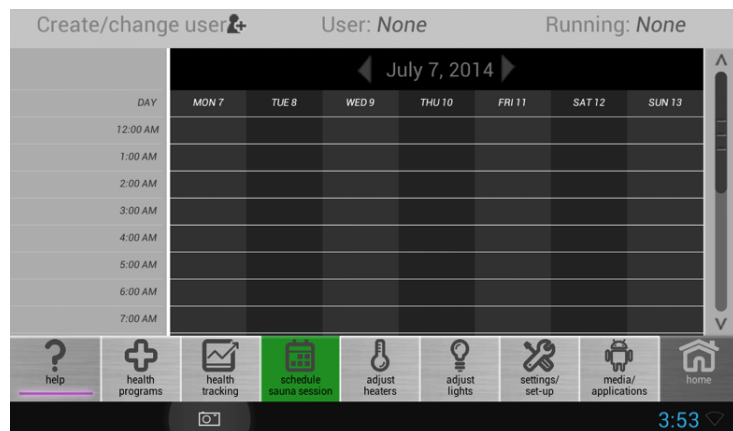 Create/change user User: None Running: None
July 7, 2014
DAY MON 7 TUE 8 WED 9 THU 10 FRI 11 SAT 12 SUN 13
12:00 AM
1:00 AM
2:00 AM
3:00 AM
4:00 AM
5:00 AM
6:00 AM
7:00 AM
help
health
programs
health
tracking
schedule
sauna session
adjust
heaters
adjust
lights
settings/
set-up
media/
applications
home
3:53